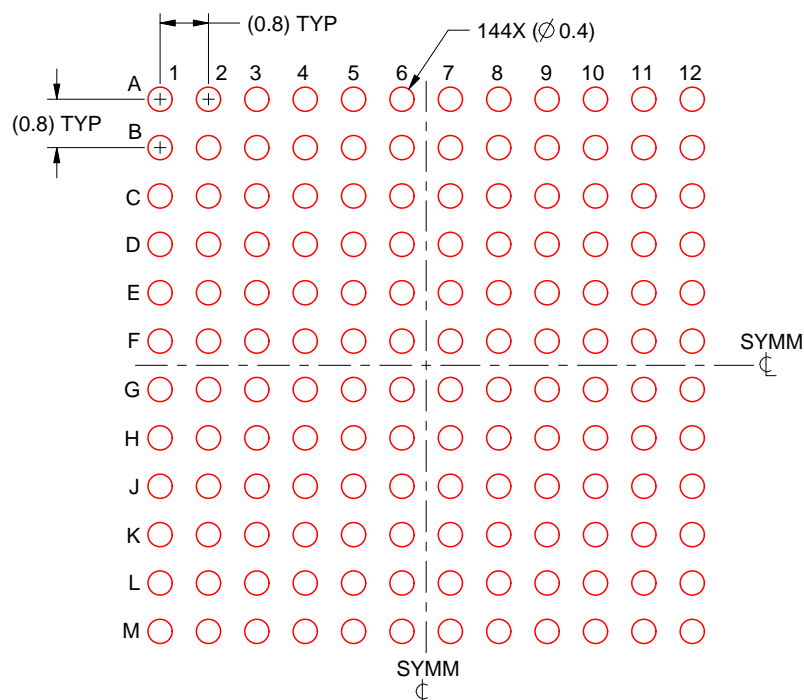 (0.8) TYP
144X (∅ 0.4)
1 2 3 4 5 6 7 8 9 10 11 12
A
(0.8) TYP
B
C
D
E
F
SYMM
℄
G
H
J
K
L
M
SYMM
℄